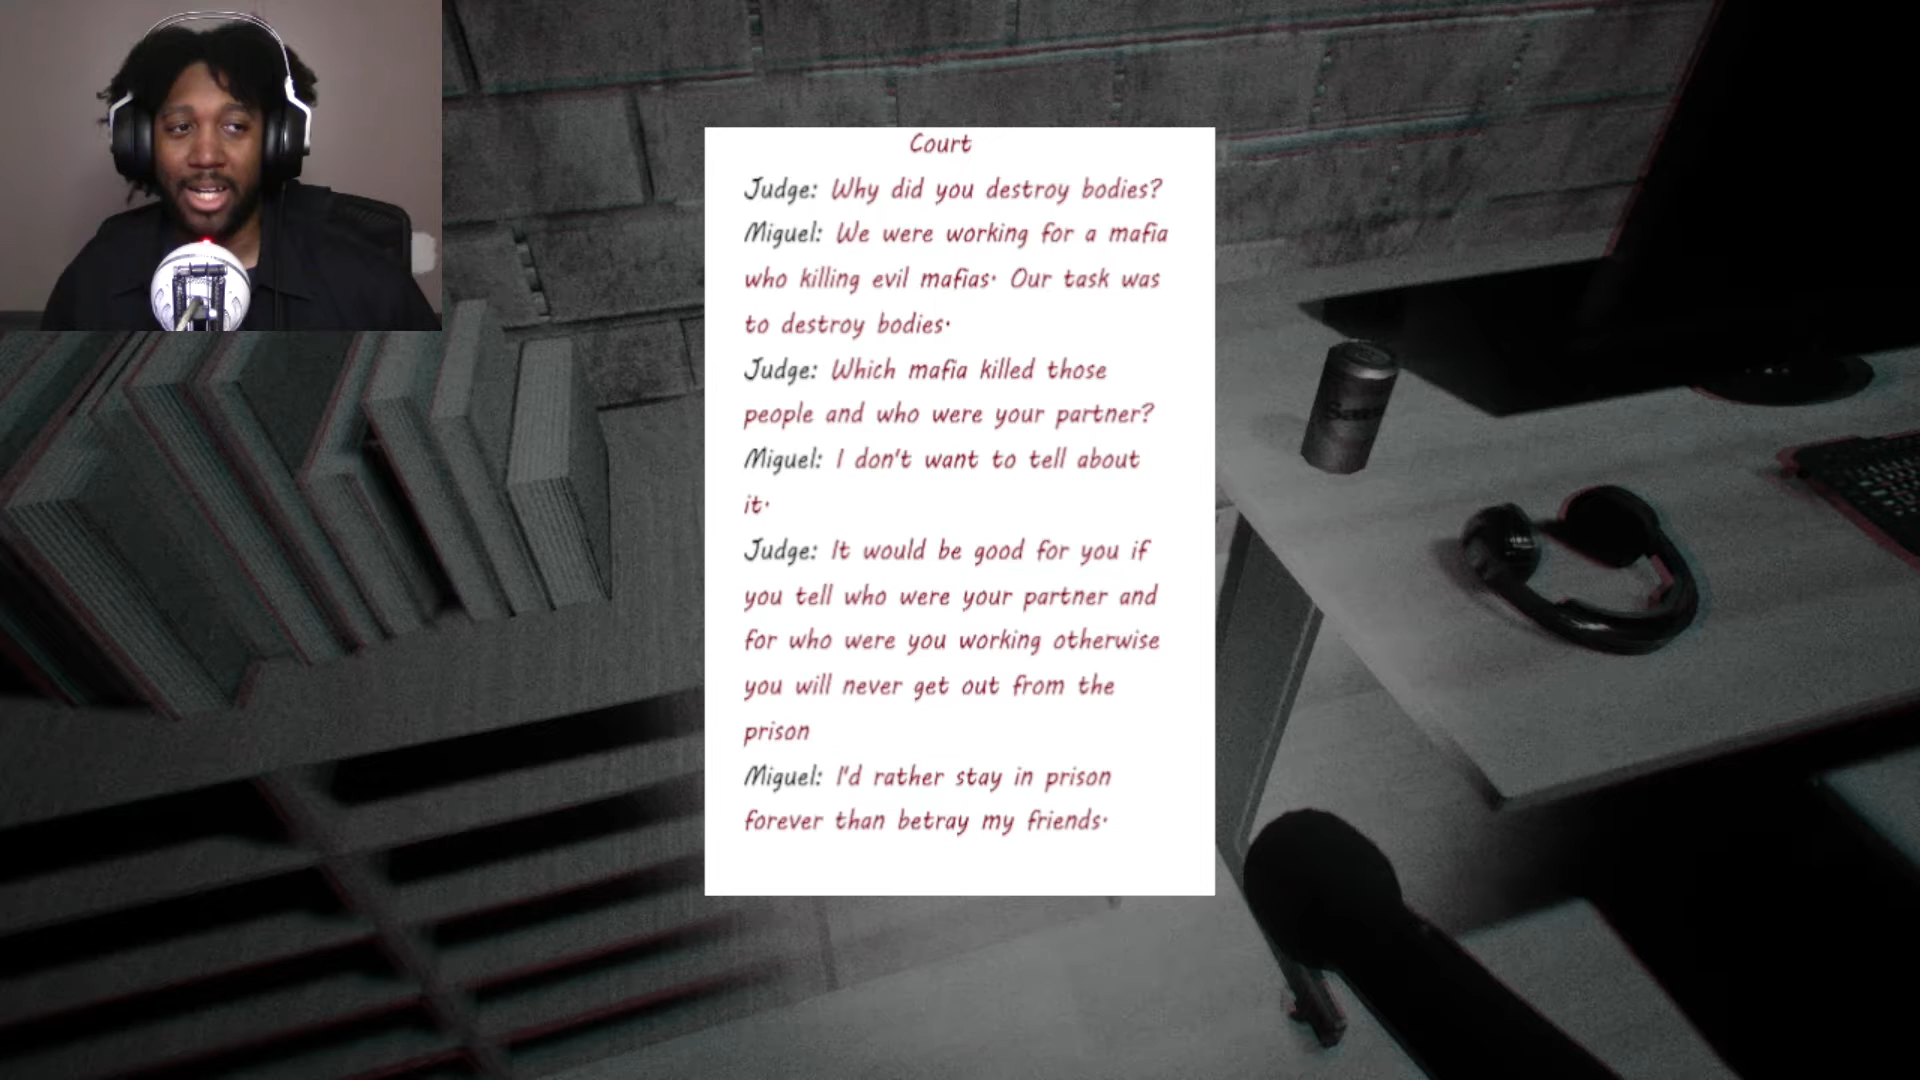 Court
Judge: Why did you destroy bodies?
Miguel: We were working for a mafia
who killing evil mafias. Our task was
to destroy bodies.
Judge: Which mafia killed those
people and who were your partner?
Miguel: I don't want to tell about
it.
Judge: It would be good for you if
you tell who were your partner and
for who were you working otherwise
you will never get out from the
prison
Miguel: I'd rather stay in prison
forever than betray my friends.